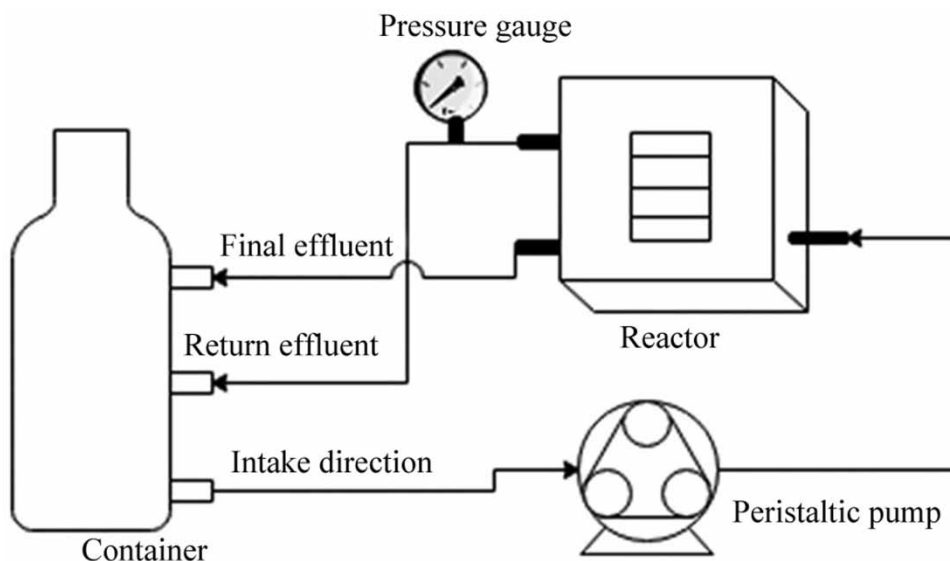 Pressure gauge
Final effluent
Reactor
Return effluent
Intake direction
Peristaltic pump
Container